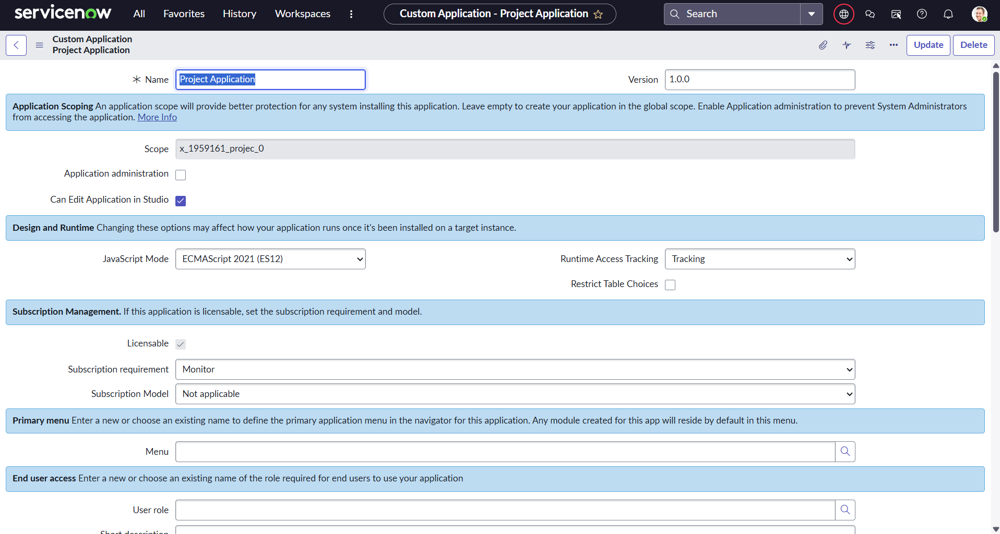 servicenow All Favorites History Workspaces Custom Application - Project Application Search
Custom Application
Project Application
Update Delete
Name Project Application Version 1.0.0
Application Scoping An application scope will provide better protection for any system installing this application. Leave empty to create your application in the global scope. Enable Application administration to prevent System Administrators
from accessing the application. More Info
Scope x_1959161_projec_0
Application administration
Can Edit Application in Studio
Design and Runtime Changing these options may affect how your application runs once it's been installed on a target instance.
JavaScript Mode ECMAScript 2021 (ES12) Runtime Access Tracking Tracking
Restrict Table Choices
Subscription Management. If this application is licensable, set the subscription requirement and model.
Licensable
Subscription requirement Monitor
Subscription Model Not applicable
Primary menu Enter a new or choose an existing name to define the primary application menu in the navigator for this application. Any module created for this app will reside by default in this menu.
Menu
End user access Enter a new or choose an existing name of the role required for end users to use your application
User role
Short description